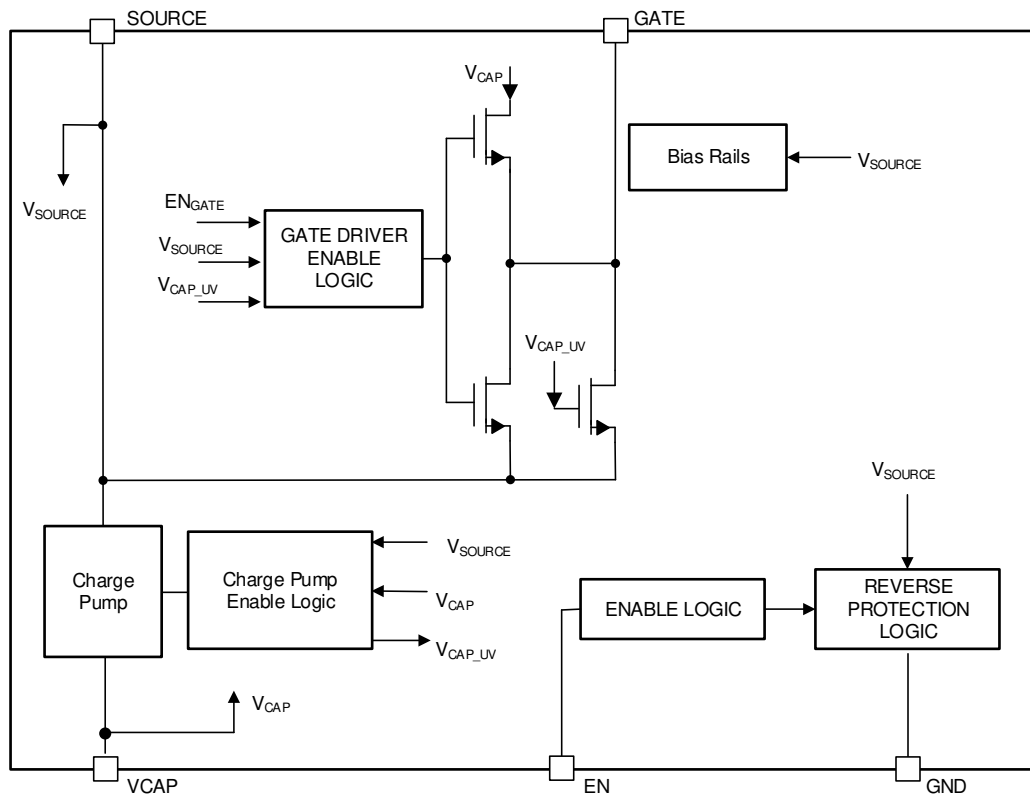 SOURCE
GATE
VCAP
VSOURCE
Bias Rails
VSOURCE
ENGATE
VSOURCE
VCAP_UV
GATE DRIVER
ENABLE
LOGIC
VCAP_UV
VSOURCE
Charge
Pump
Charge Pump
Enable Logic
VSOURCE
VCAP
VCAP_UV
ENABLE LOGIC
REVERSE
PROTECTION
LOGIC
VCAP
VCAP
EN
GND